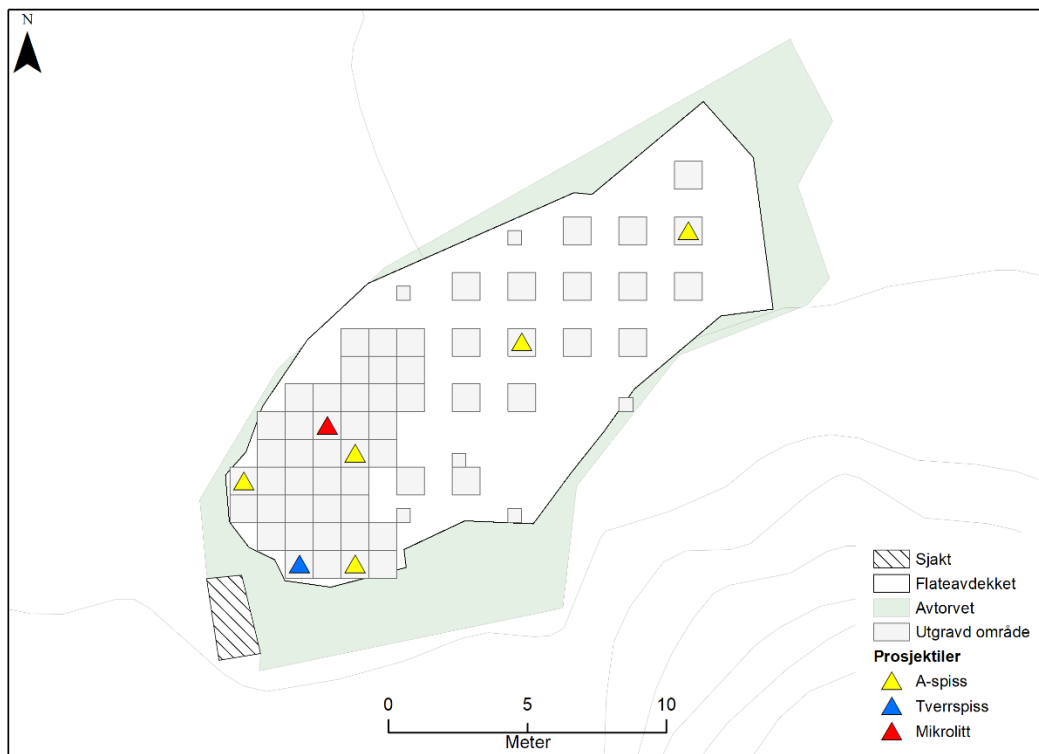 N
Sjakt
Flateavdekket
Avtorvet
Utgravd område
Prosjektiler
A-spiss
Tverrspiss
Mikrolitt
0 5 10
Meter